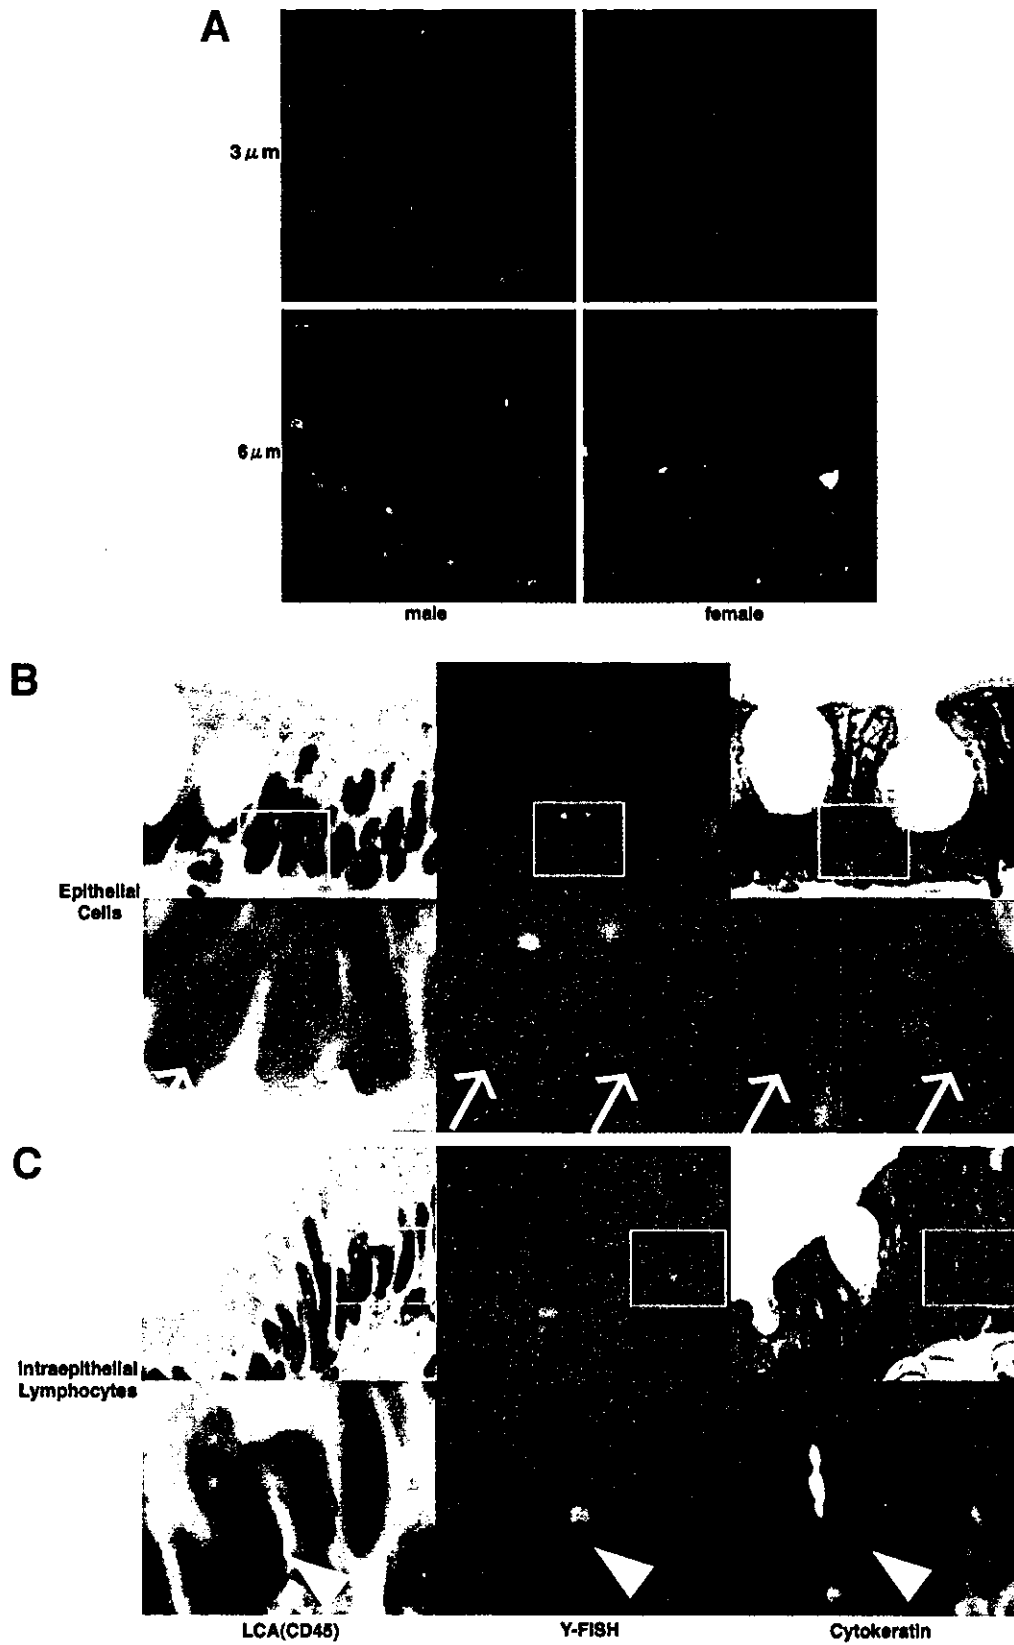 A
3 μm
6 μm
male
female
B
Epithelial
Cells
C
Intraepithelial
Lymphocytes
LCA(CD45)
Y-FISH
Cytokeratin